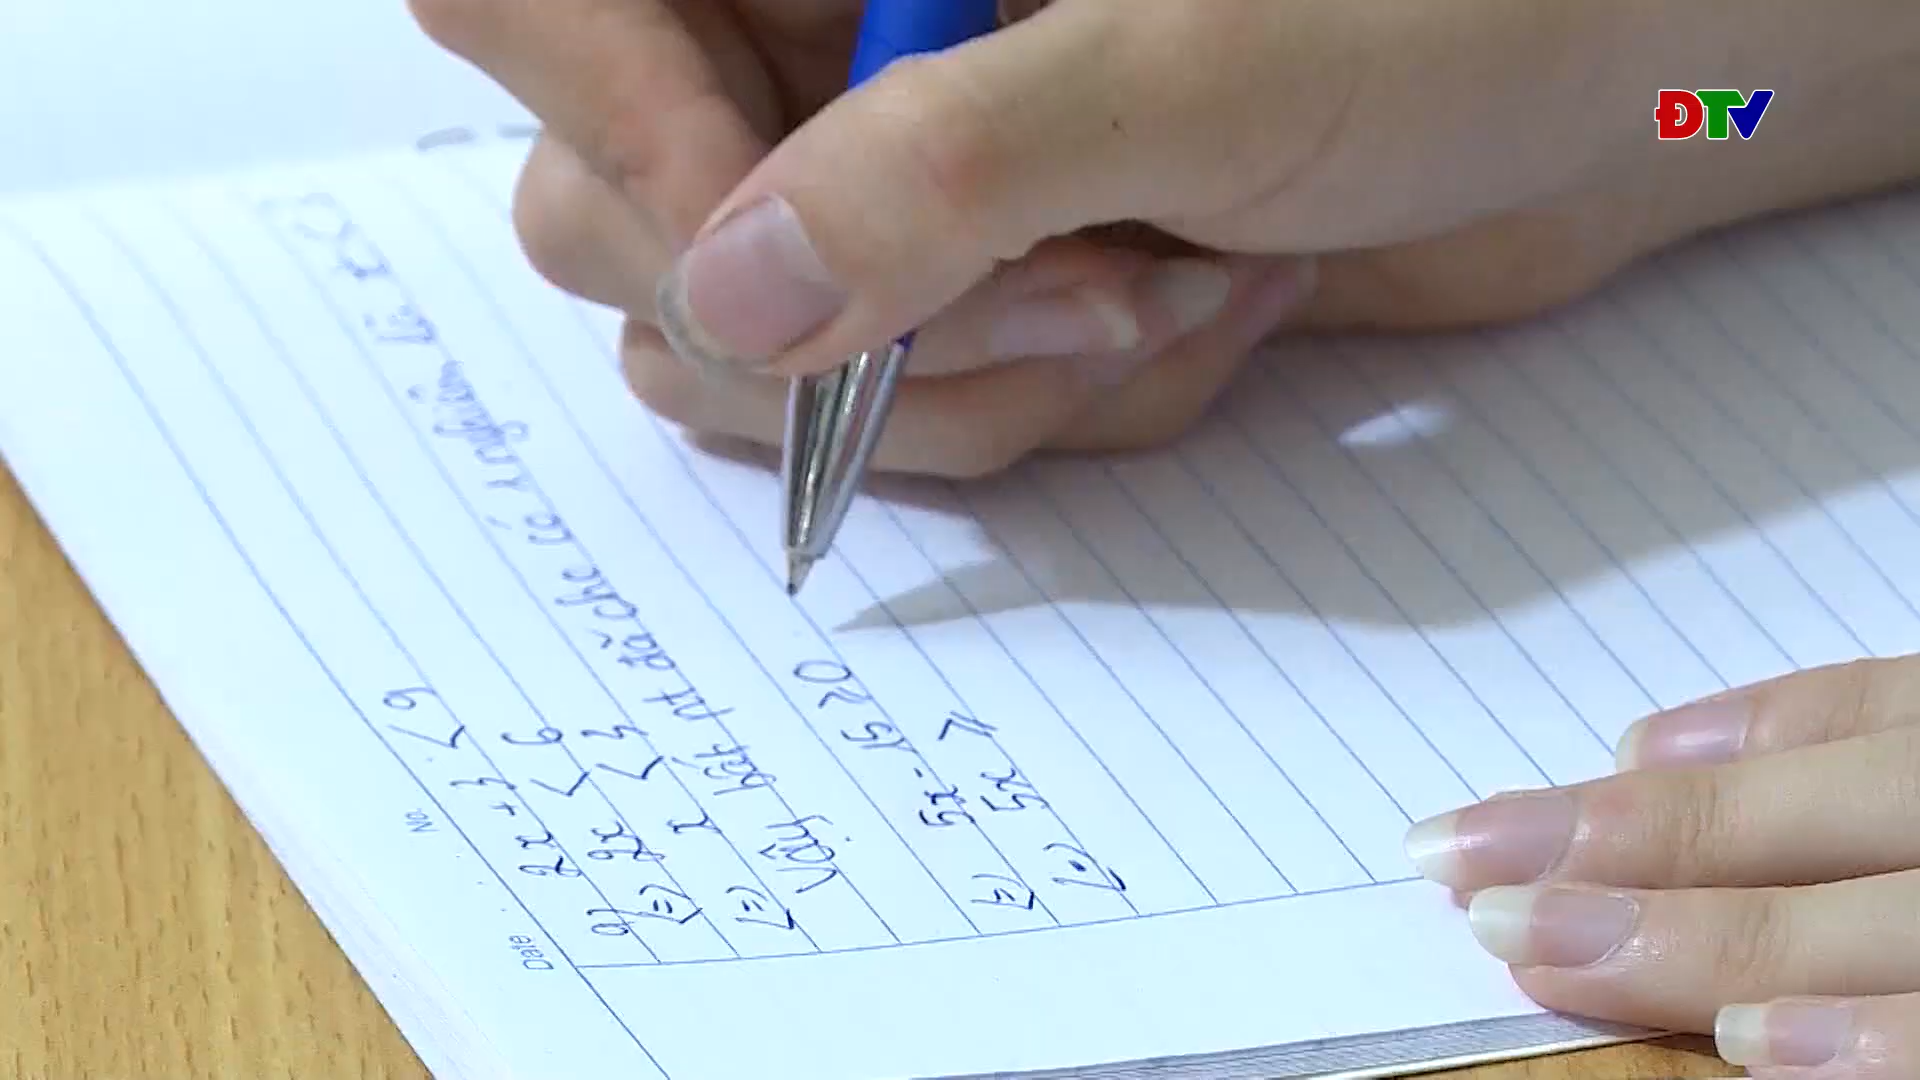 ĐTV
No.
Date
a) 2x + 3 < 9
<=> 2x < 6
<=> x < 3
Vậy bất pt đã cho có nghiệm là x < 3
5x - 15 ≥ 0
<=> 5x ≥
<=>